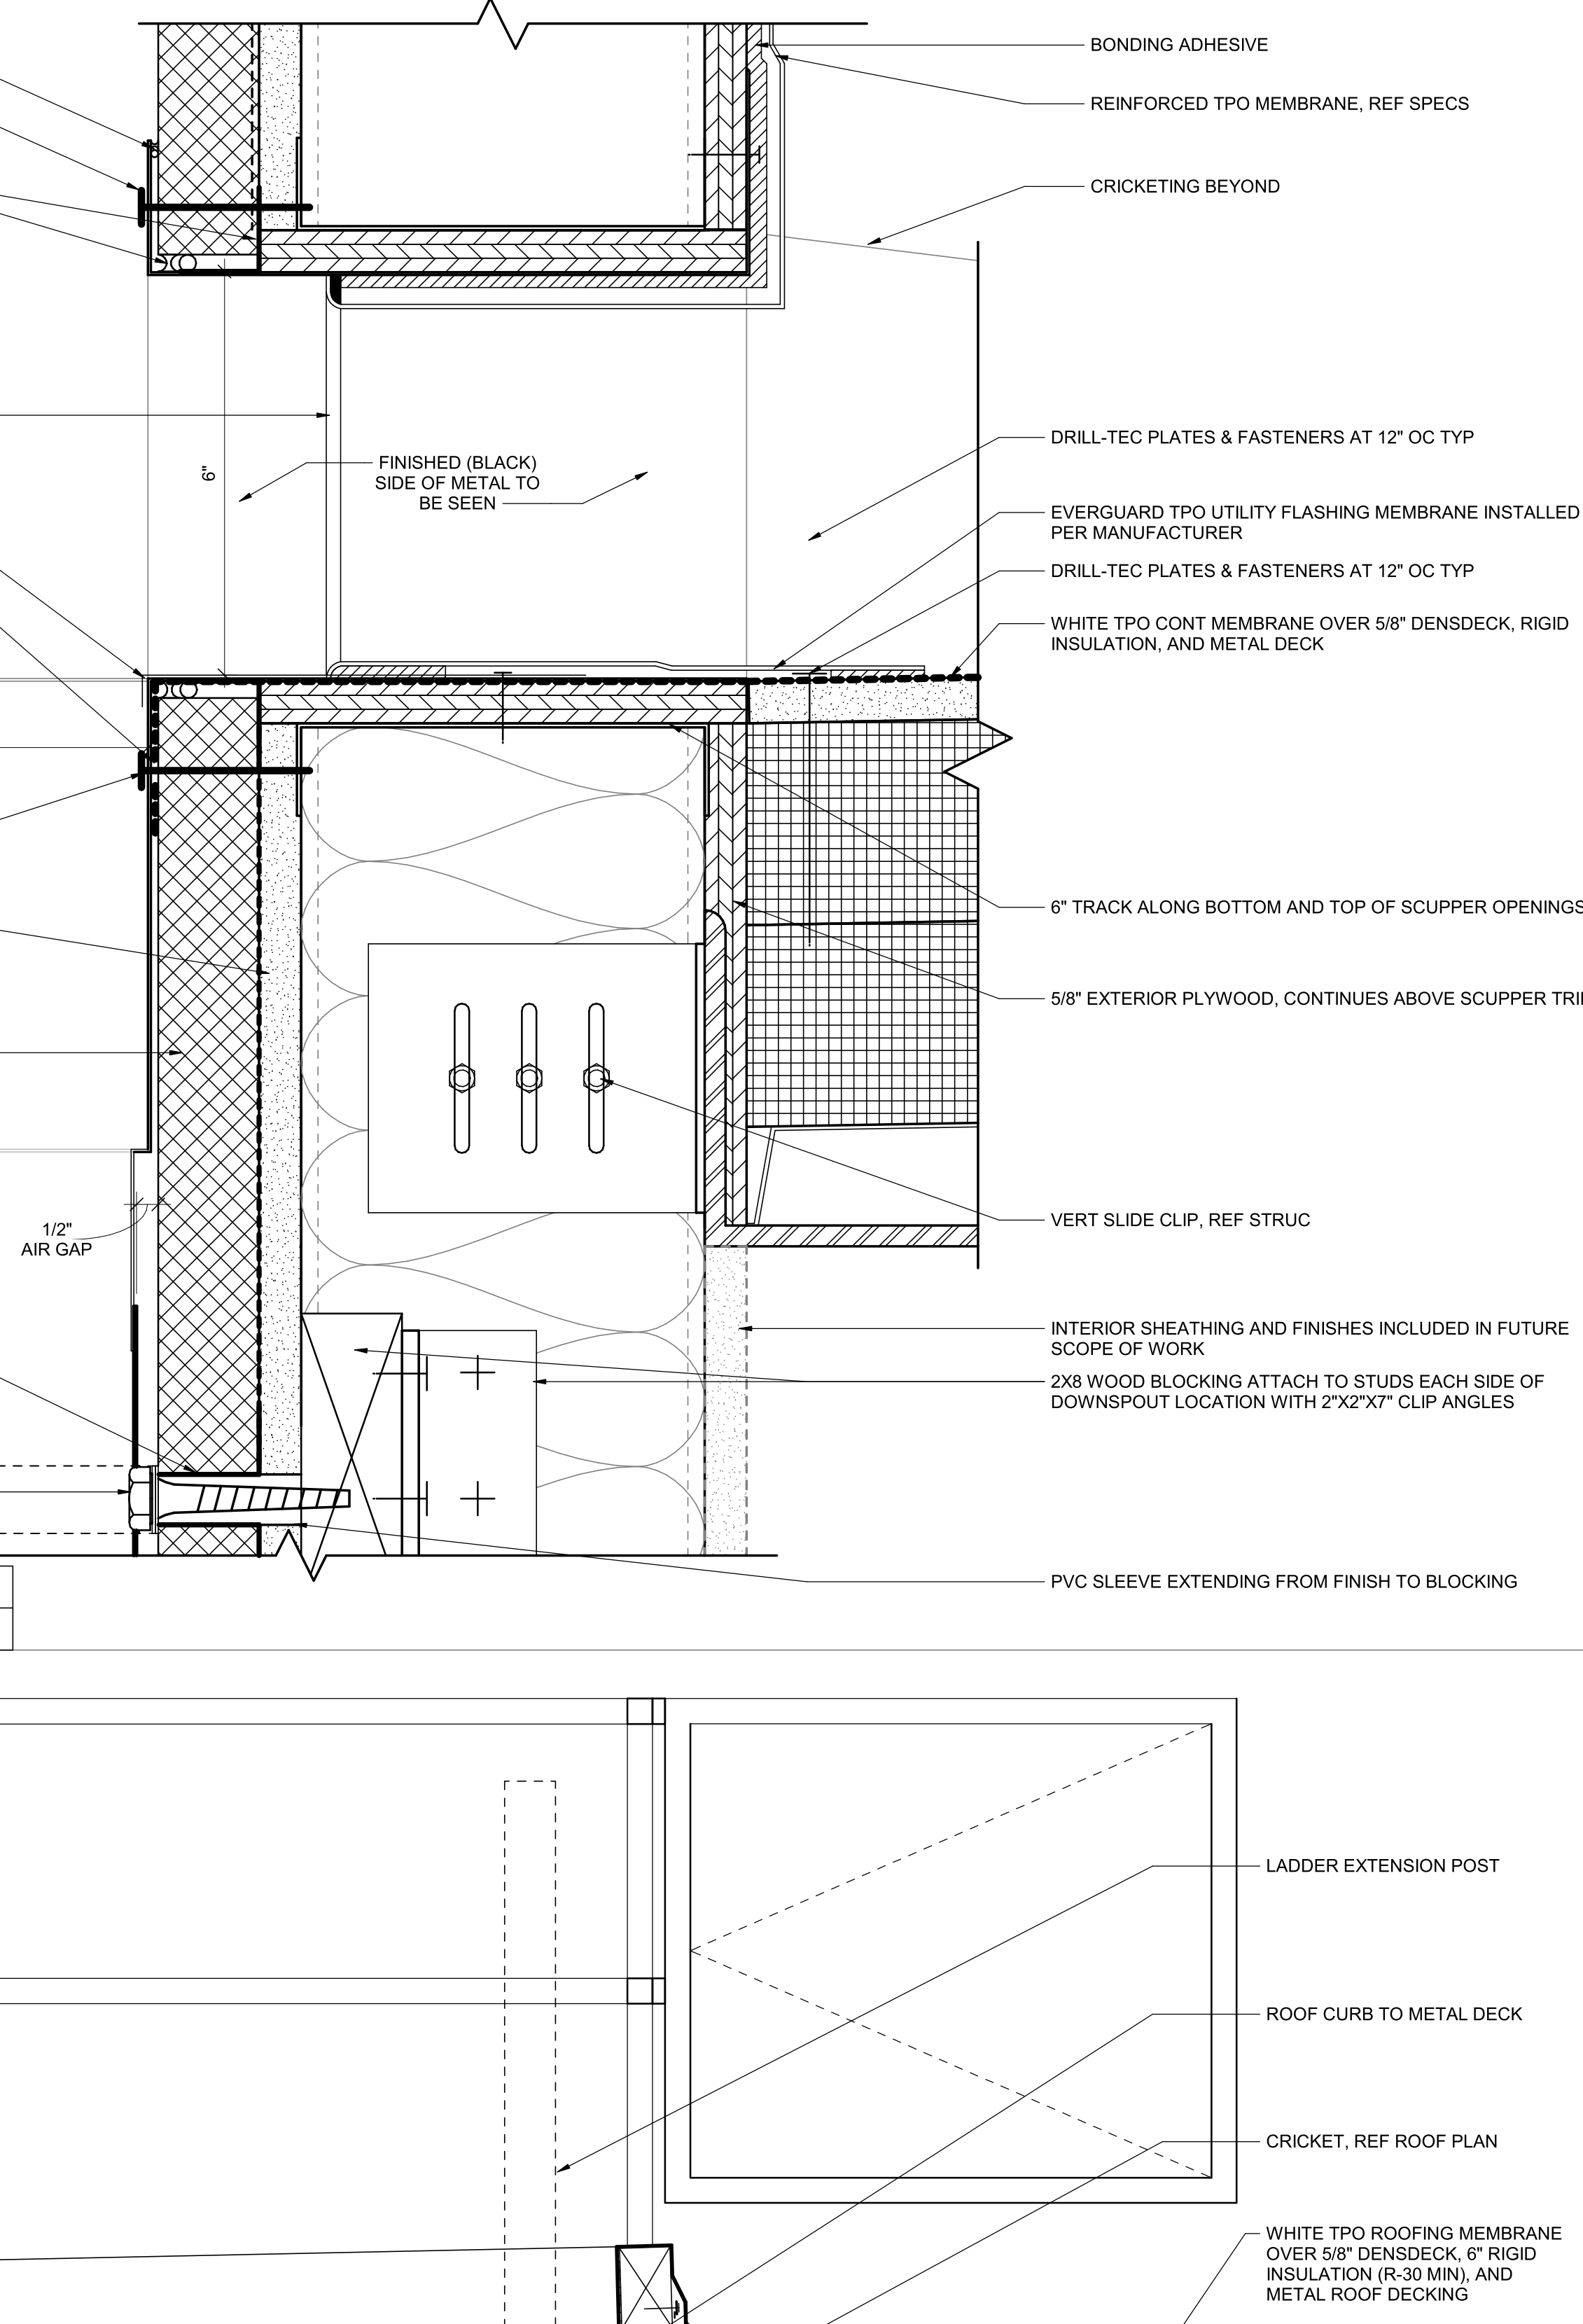 BONDING ADHESIVE
REINFORCED TPO MEMBRANE, REF SPECS
CRICKETING BEYOND
DRILL-TEC PLATES & FASTENERS AT 12" OC TYP
6"
FINISHED (BLACK)
SIDE OF METAL TO
BE SEEN
EVERGUARD TPO UTILITY FLASHING MEMBRANE INSTALLED
PER MANUFACTURER
DRILL-TEC PLATES & FASTENERS AT 12" OC TYP
WHITE TPO CONT MEMBRANE OVER 5/8" DENSDECK, RIGID
INSULATION, AND METAL DECK
6" TRACK ALONG BOTTOM AND TOP OF SCUPPER OPENINGS
5/8" EXTERIOR PLYWOOD, CONTINUES ABOVE SCUPPER
VERT SLIDE CLIP, REF STRUC
1/2"
AIR GAP
INTERIOR SHEATHING AND FINISHES INCLUDED IN FUTURE
SCOPE OF WORK
2X8 WOOD BLOCKING ATTACH TO STUDS EACH SIDE OF
DOWNSPOUT LOCATION WITH 2"X2"X7" CLIP ANGLES
PVC SLEEVE EXTENDING FROM FINISH TO BLOCKING
LADDER EXTENSION POST
ROOF CURB TO METAL DECK
CRICKET, REF ROOF PLAN
WHITE TPO ROOFING MEMBRANE
OVER 5/8" DENSDECK, 6" RIGID
INSULATION (R-30 MIN), AND
METAL ROOF DECKING